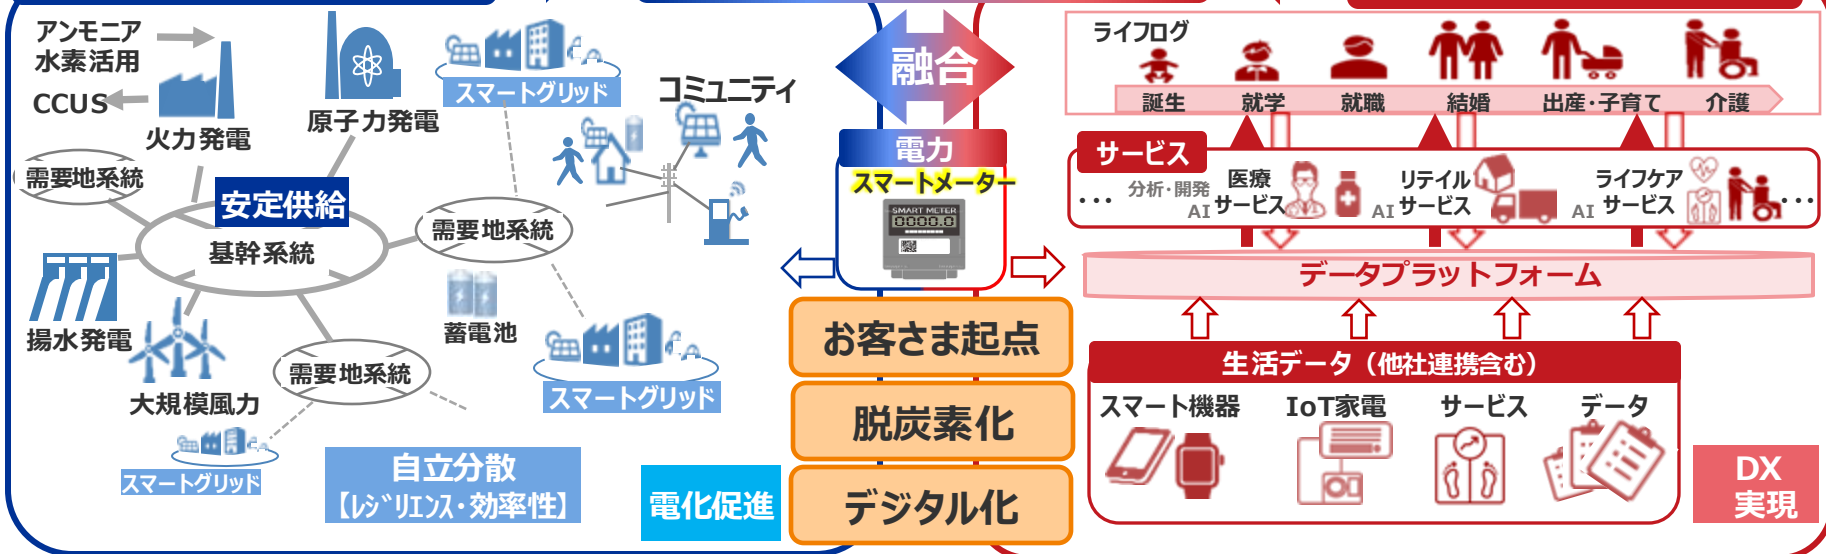 アンモニア
水素活用
CCUS
火力発電
原子力発電
スマートグリッド
コミュニティ
需要地系統
安定供給
基幹系統
需要地系統
揚水発電
大規模風力
蓄電池
需要地系統
スマートグリッド
スマートグリッド
自立分散
【ﾚｼﾞﾘｴﾝｽ・効率性】
電化促進
融合
電力
スマートメーター
SMART METER
お客さま起点
脱炭素化
デジタル化
ライフログ
誕生
就学
就職
結婚
出産・子育て
介護
サービス
…
分析・開発
AI
医療
サービス
AI
リテイル
サービス
AI
ライフケア
サービス
…
データプラットフォーム
生活データ（他社連携含む）
スマート機器
IoT家電
サービス
データ
DX
実現